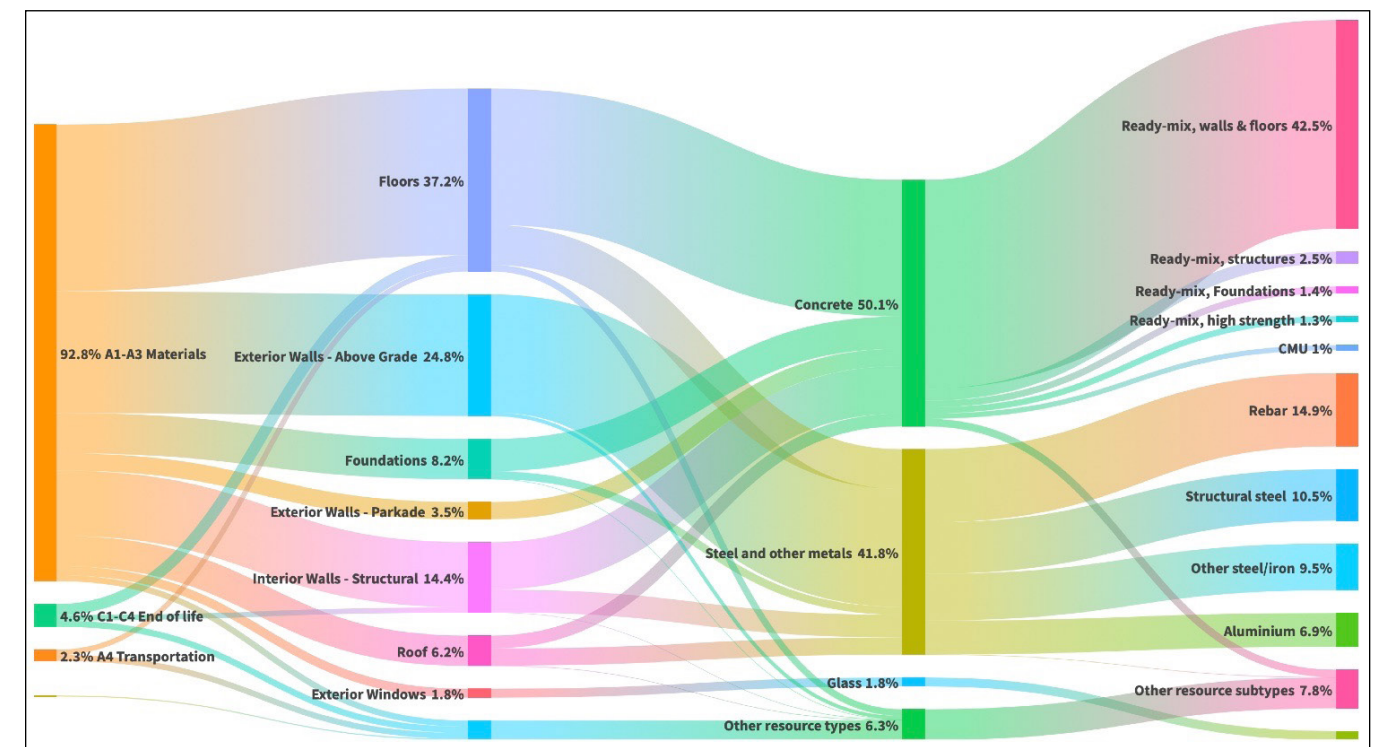 92.8% A1-A3 Materials
4.6% C1-C4 End of life
2.3% A4 Transportation
Floors 37.2%
Exterior Walls - Above Grade 24.8%
Foundations 8.2%
Exterior Walls - Parkade 3.5%
Interior Walls - Structural 14.4%
Roof 6.2%
Exterior Windows 1.8%
Concrete 50.1%
Steel and other metals 41.8%
Glass 1.8%
Other resource types 6.3%
Ready-mix, walls & floors 42.5%
Ready-mix, structures 2.5%
Ready-mix, Foundations 1.4%
Ready-mix, high strength 1.3%
CMU 1%
Rebar 14.9%
Structural steel 10.5%
Other steel/iron 9.5%
Aluminium 6.9%
Other resource subtypes 7.8%